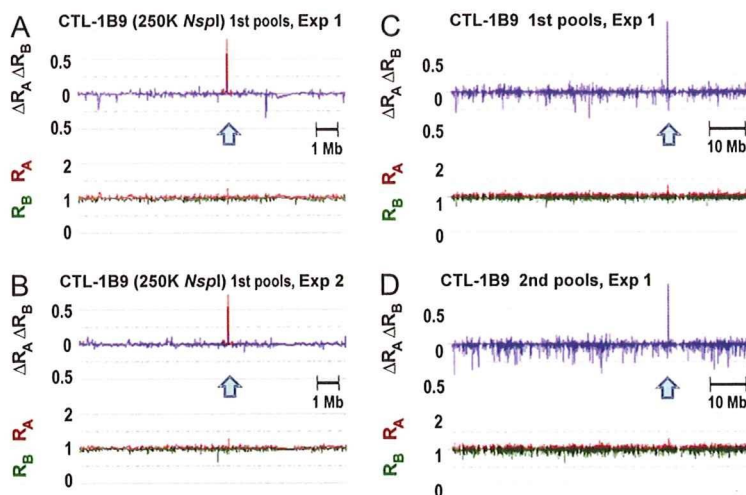 A CTL-1B9 (250K NspI) 1st pools, Exp 1
ΔRA ΔRB
0.5
0
0.5
1 Mb
RB RA
2
1
0
B CTL-1B9 (250K NspI) 1st pools, Exp 2
ΔRA ΔRB
0.5
0
0.5
1 Mb
RB RA
2
1
0
C CTL-1B9 1st pools, Exp 1
ΔRA ΔRB
0.5
0
0.5
10 Mb
RB RA
2
1
0
D CTL-1B9 2nd pools, Exp 1
ΔRA ΔRB
0.5
0
0.5
10 Mb
RB RA
2
1
0